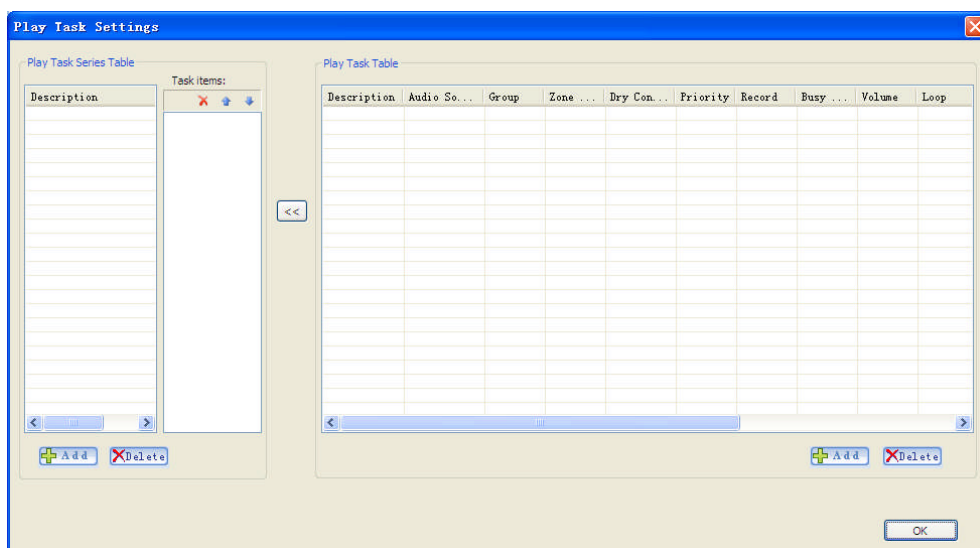 Play Task Settings
Play Task Series Table
Task items:
Description
<<
Add
Delete
Play Task Table
Description Audio So... Group Zone ... Dry Con... Priority Record Busy ... Volume Loop
Add
Delete
OK